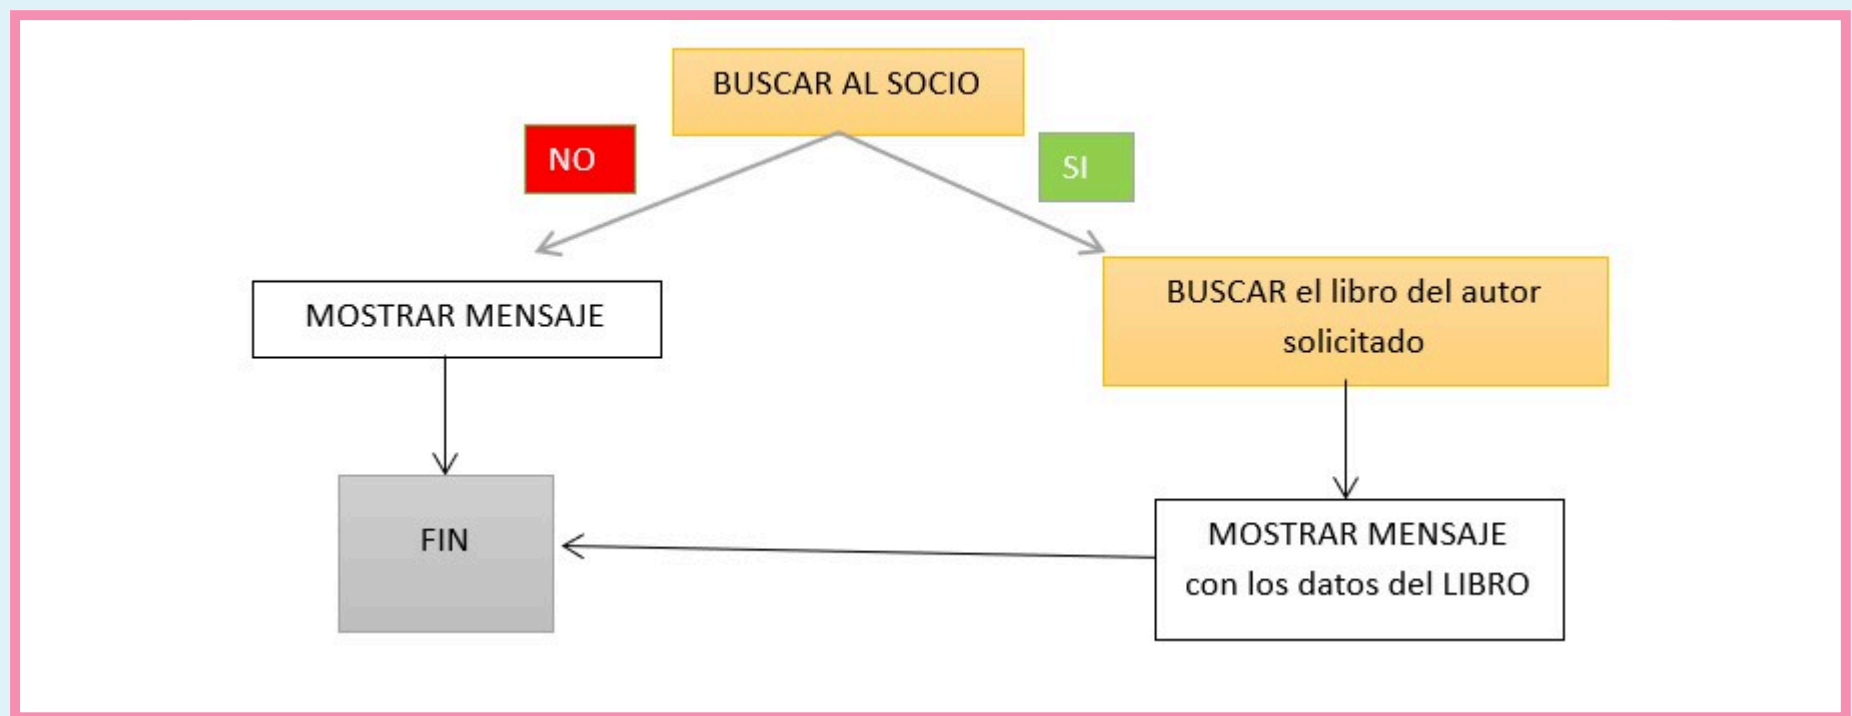 BUSCAR AL SOCIO
NO
SI
BUSCAR el libro del autor
solicitado
MOSTRAR MENSAJE
FIN
MOSTRAR MENSAJE
con los datos del LIBRO